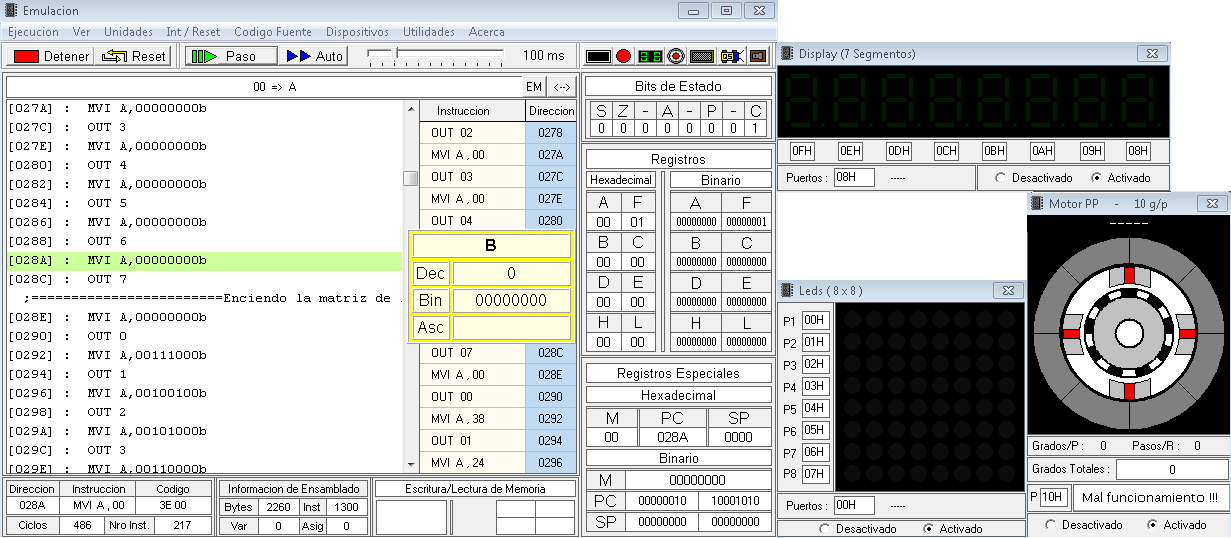 Emulacion
Ejecucion Ver Unidades Int / Reset Codigo Fuente Dispositivos Utilidades Acerca
Detener Reset Paso Auto 100 ms
00 => A EM <-->
[027A] : MVI A,00000000b
[027C] : OUT 3
[027E] : MVI A,00000000b
[0280] : OUT 4
[0282] : MVI A,00000000b
[0284] : OUT 5
[0286] : MVI A,00000000b
[0288] : OUT 6
[028A] : MVI A,00000000b
[028C] : OUT 7
;========================Enciendo la matriz de
[028E] : MVI A,00000000b
[0290] : OUT 0
[0292] : MVI A,00111000b
[0294] : OUT 1
[0296] : MVI A,00100100b
[0298] : OUT 2
[029A] : MVI A,00101000b
[029C] : OUT 3
[029E] : MVI A,00110000b
Instruccion Direccion
OUT 02 0278
MVI A,00 027A
OUT 03 027C
MVI A,00 027E
OUT 04 0280
B
Dec 0
Bin 00000000
Asc
OUT 07 028C
MVI A,00 028E
OUT 00 0290
MVI A,38 0292
OUT 01 0294
MVI A,24 0296
Direccion Instruccion Codigo
028A MVI A,00 3E 00
Ciclos 486 Nro Inst. 217
Informacion de Ensamblado
Bytes 2260 Inst 1300
Var 0 Asig 0
Escritura/Lectura de Memoria
Bits de Estado
S Z - A - P - C
0 0 0 0 0 0 0 1
Registros
Hexadecimal Binario
A F A F
00 01 00000000 00000001
B C B C
00 00 00000000 00000000
D E D E
00 00 00000000 00000000
H L H L
00 00 00000000 00000000
Registros Especiales
Hexadecimal
M PC SP
00 028A 0000
Binario
M 00000000
PC 00000010 10001010
SP 00000000 00000000
Display (7 Segmentos)
0FH 0EH 0DH 0CH 0BH 0AH 09H 08H
Puertos : 08H ----- Desactivado Activado
Leds ( 8 x 8 )
P1 00H
P2 01H
P3 02H
P4 03H
P5 04H
P6 05H
P7 06H
P8 07H
Puertos : 00H -----
Desactivado Activado
Motor PP - 10 g/p
-----
Grados/P : 0 Pasos/R : 0
Grados Totales : 0
P 10H Mal funcionamiento !!!
Desactivado Activado